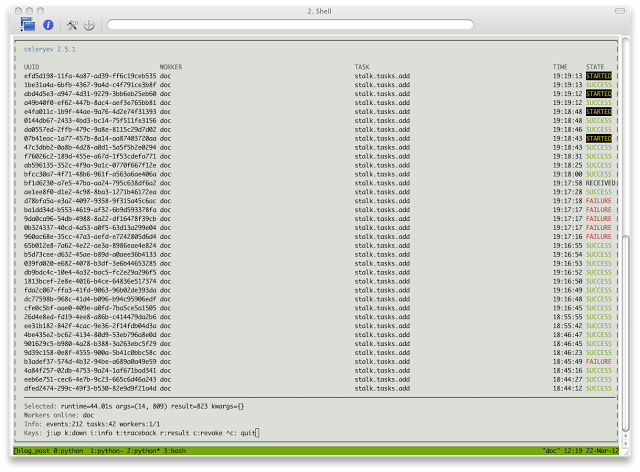 2. Shell
celeryev 2.5.1
UUID WORKER TASK TIME STATE
efd5d198-11fa-4a87-ad39-ff6c19ceb535 doc stalk.tasks.add 19:19:13 STARTED
1be31a4a-6bfb-4367-9a4d-c4f791ce3b8f doc stalk.tasks.add 19:19:13 SUCCESS
abd4d5e3-a947-4d31-9229-3bb6eb25eb60 doc stalk.tasks.add 19:19:12 STARTED
a49b40f0-ef62-447b-8ac4-aef3e765bb81 doc stalk.tasks.add 19:19:12 SUCCESS
e4fa011c-1b9f-44ae-9a76-4d2e74f31393 doc stalk.tasks.add 19:18:48 STARTED
0144db67-2433-4bd3-bc14-75f511fe3156 doc stalk.tasks.add 19:18:48 SUCCESS
da0557ed-2ffb-479c-9a8e-8115c29d7d02 doc stalk.tasks.add 19:18:46 SUCCESS
07b41eac-1a77-457b-8a14-aa87403720aa doc stalk.tasks.add 19:18:43 STARTED
47c3dbb2-0a8b-4d28-a0d1-5a5f5b2e0294 doc stalk.tasks.add 19:18:43 SUCCESS
f76026c2-189d-455e-a67d-1f53cdefa771 doc stalk.tasks.add 19:18:31 SUCCESS
ab596135-352c-4f9a-9a1c-0770f667f12e doc stalk.tasks.add 19:18:25 SUCCESS
bfcc30a7-4f71-48b6-961f-a563a6ae406a doc stalk.tasks.add 19:18:00 SUCCESS
bf1d6230-a7e5-47ba-aa24-795c638df6a2 doc stalk.tasks.add 19:17:58 RECEIVED
ae1ee8f0-d1e2-4c98-8ba3-1271b46172ea doc stalk.tasks.add 19:17:28 SUCCESS
d78bfa5a-e3a2-4097-9358-9f315a45c6ac doc stalk.tasks.add 19:17:18 FAILURE
ba1dd34d-b553-4619-af32-6b9d593378fa doc stalk.tasks.add 19:17:17 FAILURE
9da0ca96-54db-4988-8a22-df16478f39cb doc stalk.tasks.add 19:17:17 FAILURE
0b324337-40cd-4a53-a0f5-63d13a299e04 doc stalk.tasks.add 19:17:17 FAILURE
960ac68e-35cc-47a3-aefd-e7242805d6d4 doc stalk.tasks.add 19:17:16 FAILURE
65b012e8-7a62-4e22-ae3a-8986eae4e824 doc stalk.tasks.add 19:16:55 SUCCESS
b5d73cee-d632-45ae-b89d-a0aee36b4133 doc stalk.tasks.add 19:16:54 SUCCESS
039fd020-e682-4078-b3df-3e6b44653285 doc stalk.tasks.add 19:16:53 SUCCESS
db9bdc4c-10e4-4a32-bac5-fc2e29a296f5 doc stalk.tasks.add 19:16:52 SUCCESS
1813bcef-2e8e-4016-b4ce-64836e517374 doc stalk.tasks.add 19:16:50 SUCCESS
fda2c067-ffa3-41fd-9063-96b02de393da doc stalk.tasks.add 19:16:49 SUCCESS
dc77598b-968c-41d4-b096-b94c95906edf doc stalk.tasks.add 19:16:48 SUCCESS
cfe0c5bf-aae0-409e-a0fd-7ba5ce5a1505 doc stalk.tasks.add 19:16:45 SUCCESS
26d4e8ed-fd19-4ee8-a86b-c414479da2b6 doc stalk.tasks.add 18:55:55 SUCCESS
ee31b182-842f-4cac-9e36-2f14fdb04d3a doc stalk.tasks.add 18:55:42 SUCCESS
4be435e2-bc62-4134-80d9-53eb796a8e0d doc stalk.tasks.add 18:46:47 SUCCESS
901629c5-b980-4a28-b388-3a263ebc5f29 doc stalk.tasks.add 18:45:45 SUCCESS
9d39c158-0e8f-4555-900a-5b41c0bbc58c doc stalk.tasks.add 18:46:23 SUCCESS
b3adef37-574d-4b32-94be-a689a0a49e59 doc stalk.tasks.add 18:45:49 FAILURE
4a84f257-02db-4753-9a24-1af671bad341 doc stalk.tasks.add 18:45:16 SUCCESS
eeb6e751-cec6-4e7b-9c23-665c6d46a243 doc stalk.tasks.add 18:44:27 SUCCESS
dfed2474-299c-49f3-b530-82e9d9f21a4d doc stalk.tasks.add 18:44:12 SUCCESS
Selected: runtime=44.01s args=(14, 809) result=823 kwargs={}
Workers online: doc
Info: events:212 tasks:42 workers:1/1
Keys: j:up k:down i:info t:traceback r:result c:revoke ^c: quit
[blog_post 0:python 1:python- 2:python* 3:bash "doc" 12:19 22-Mar-12